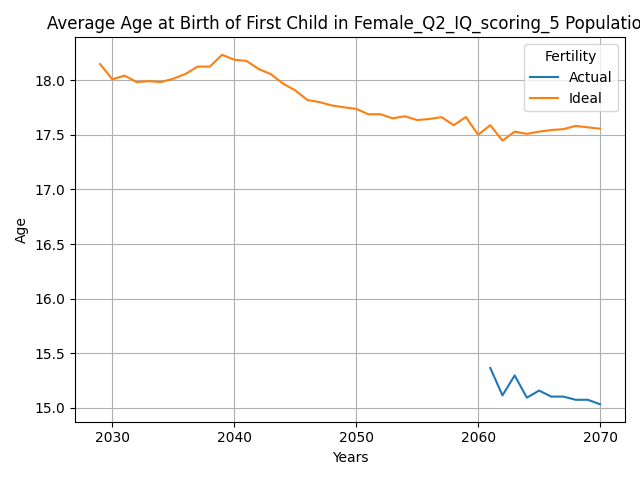 Average Age at Birth of First Child in Female_Q2_IQ_scoring_5 Populatio
Fertility
Actual
Ideal
18.0
17.5
17.0
16.5
16.0
15.5
15.0
Age
2030 2040 2050 2060 2070
Years